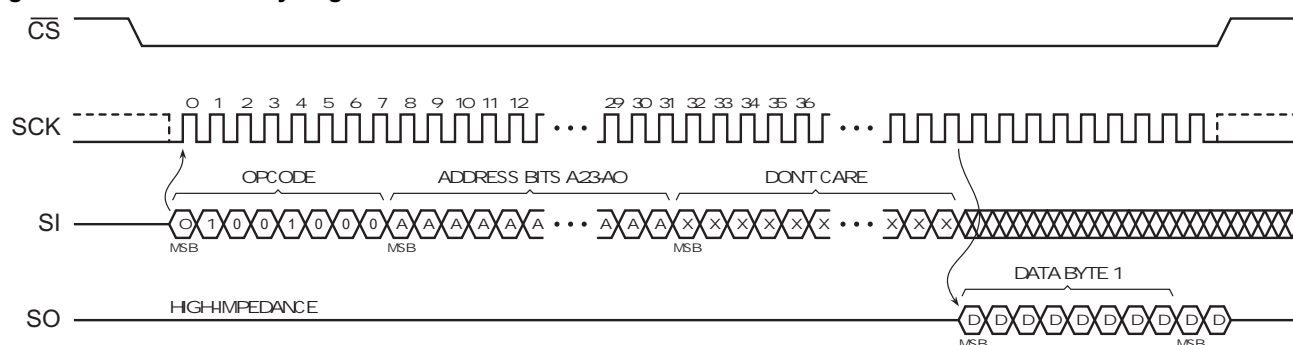 CS
0 1 2 3 4 5 6 7 8 9 10 11 12 29 30 31 32 33 34 35 36
SCK
OPCODE ADDRESS BITS A23-A0 DON'T CARE
SI 0 1 0 0 1 0 0 0 A A A A A A A A A X X X X X X X X X
MSB MSB MSB
DATA BYTE 1
HIGH-IMPEDANCE
SO D D D D D D D D D D
MSB MSB